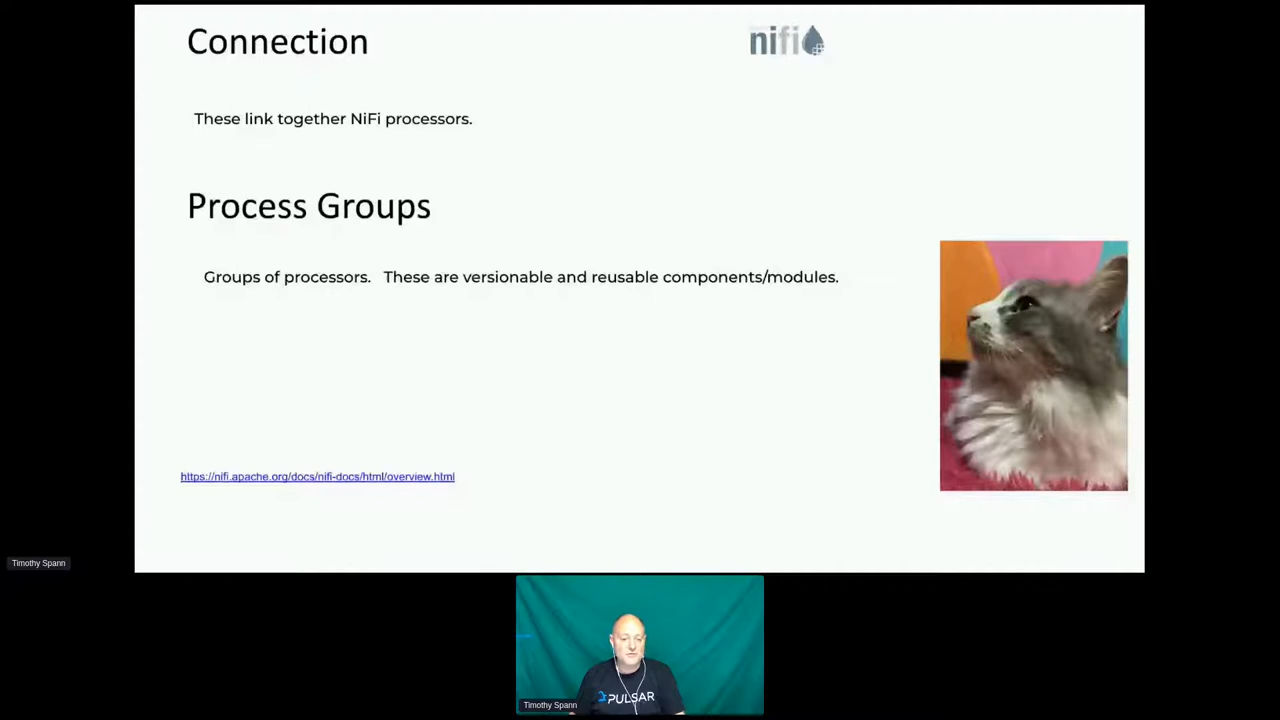 Connection
nifi
These link together NiFi processors.
Process Groups
Groups of processors. These are versionable and reusable components/modules.
https://nifi.apache.org/docs/nifi-docs/html/overview.html
Timothy Spann
PULSAR
Timothy Spann